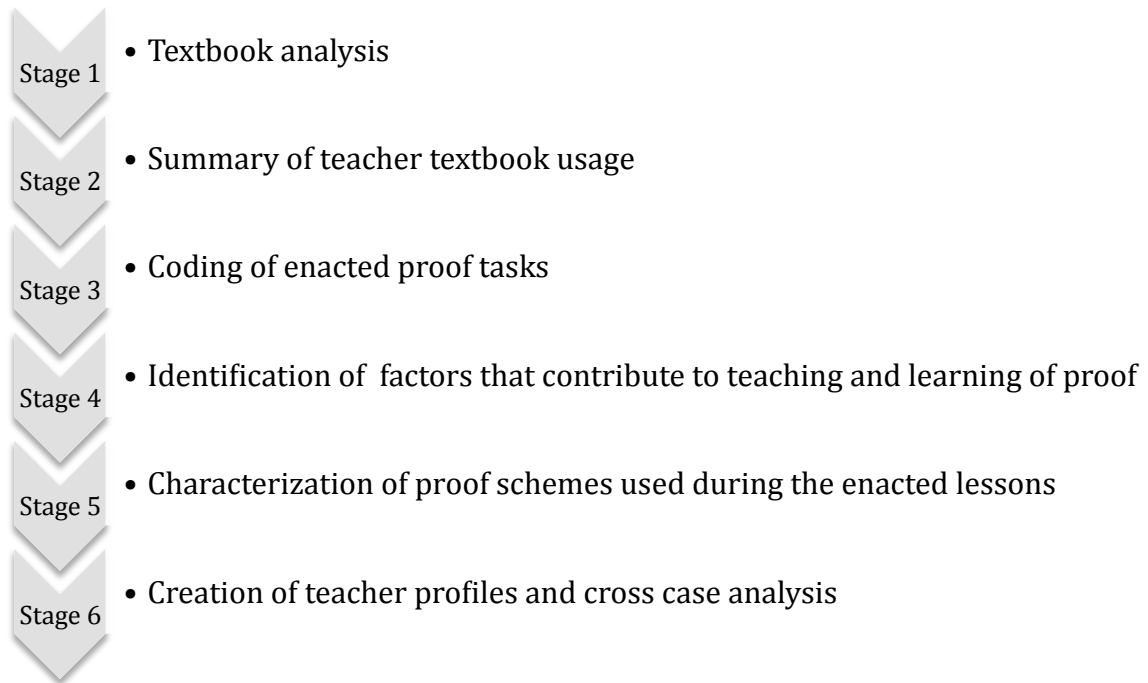 Stage 1
• Textbook analysis
Stage 2
• Summary of teacher textbook usage
Stage 3
• Coding of enacted proof tasks
Stage 4
• Identification of factors that contribute to teaching and learning of proof
Stage 5
• Characterization of proof schemes used during the enacted lessons
Stage 6
• Creation of teacher profiles and cross case analysis